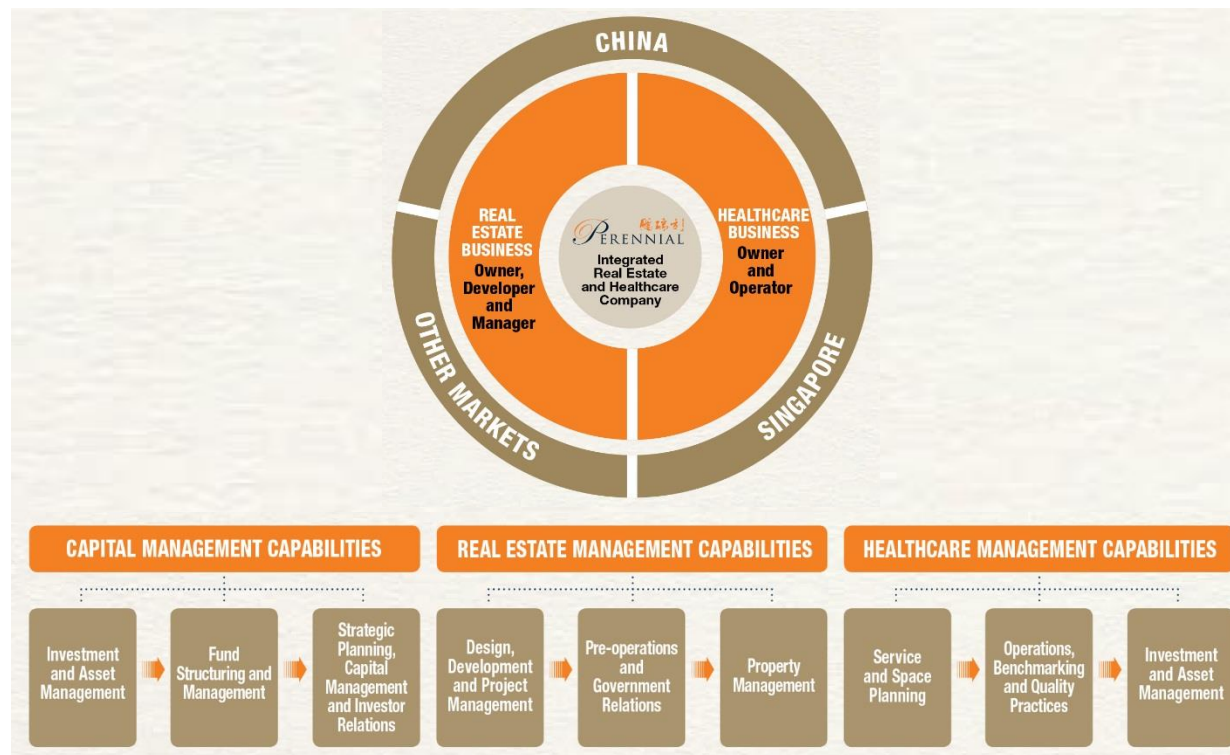 CHINA
REAL
ESTATE
BUSINESS
Owner,
Developer
and
Manager
PERENNIAL
Integrated
Real Estate
and Healthcare
Company
HEALTHCARE
BUSINESS
Owner
and
Operator
OTHER MARKETS
SINGAPORE
CAPITAL MANAGEMENT CAPABILITIES
Investment
and Asset
Management
Fund
Structuring and
Management
Strategic
Planning,
Capital
Management
and Investor
Relations
REAL ESTATE MANAGEMENT CAPABILITIES
Design,
Development
and Project
Management
Pre-operations
and
Government
Relations
Property
Management
HEALTHCARE MANAGEMENT CAPABILITIES
Service
and Space
Planning
Operations,
Benchmarking
and Quality
Practices
Investment
and Asset
Management